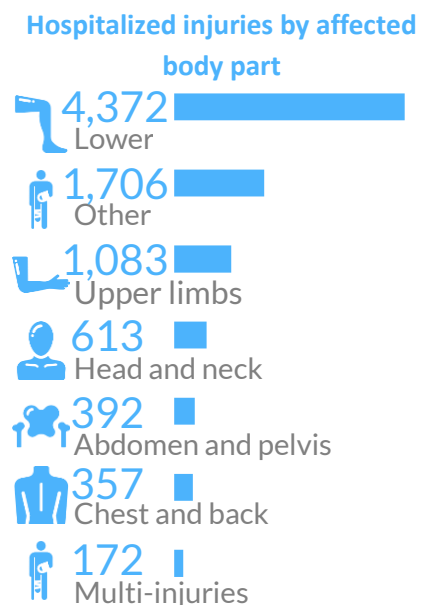 Hospitalized injuries by affected
body part
4,372
Lower
1,706
Other
1,083
Upper limbs
613
Head and neck
392
Abdomen and pelvis
357
Chest and back
172
Multi-injuries